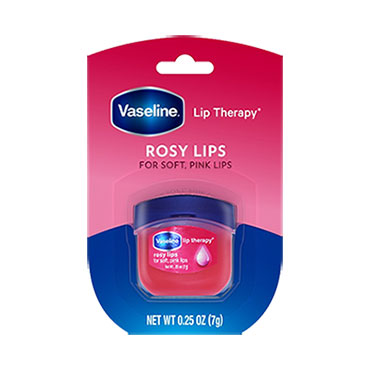 Vaseline. Lip Therapy®
ROSY LIPS
FOR SOFT, PINK LIPS
Vaseline lip therapy®
rosy lips
for soft, pink lips
NET WT 0.25 OZ (7g)